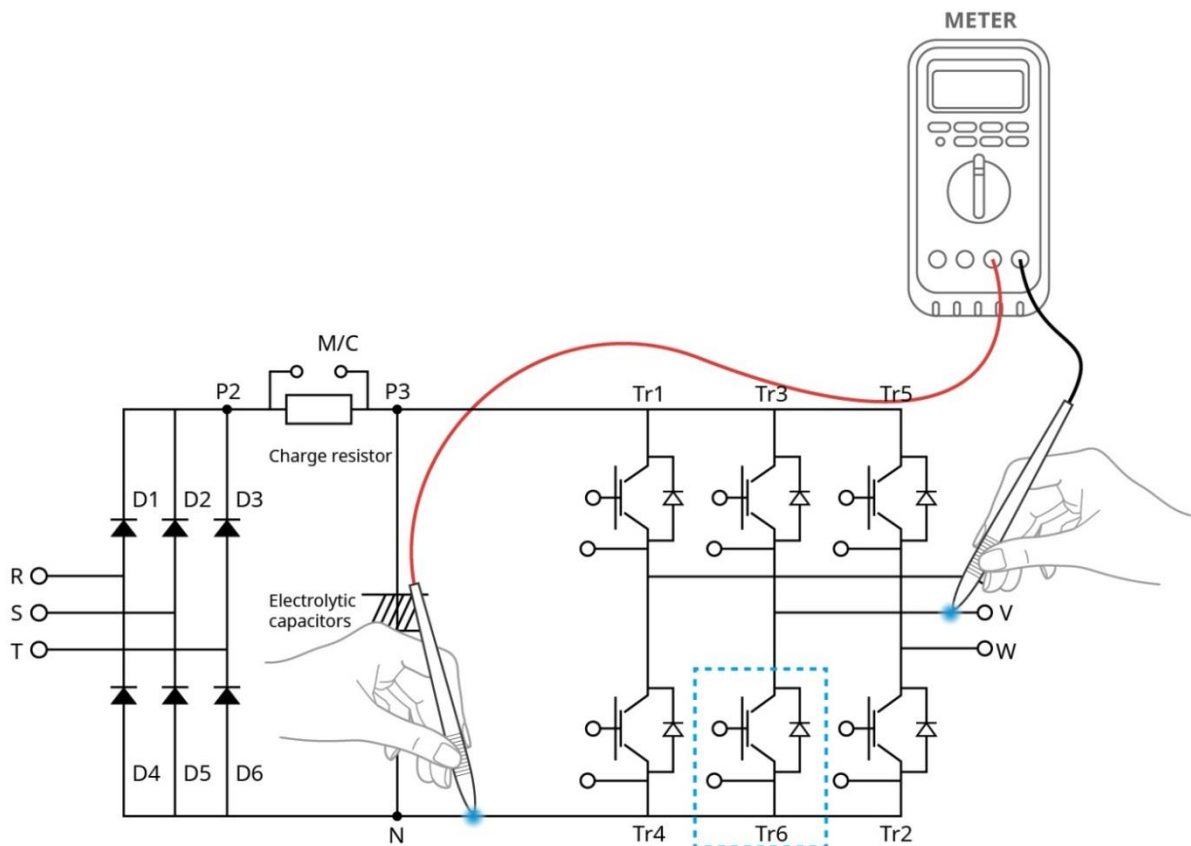 METER
M/C
P2
P3
Tr1
Tr3
Tr5
Charge resistor
D1
D2
D3
R
S
T
Electrolytic
capacitors
V
W
D4
D5
D6
N
Tr4
Tr6
Tr2